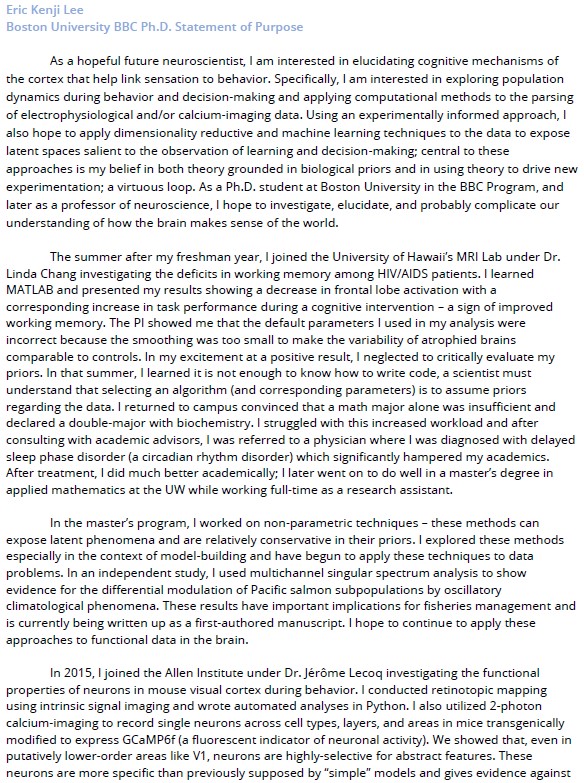 Eric Kenji Lee
Boston University BBC Ph.D. Statement of Purpose
As a hopeful future neuroscientist, I am interested in elucidating cognitive mechanisms of
the cortex that help link sensation to behavior. Specifically, I am interested in exploring population
dynamics during behavior and decision-making and applying computational methods to the parsing
of electrophysiological and/or calcium-imaging data. Using an experimentally informed approach, I
also hope to apply dimensionality reductive and machine learning techniques to the data to expose
latent spaces salient to the observation of learning and decision-making; central to these
approaches is my belief in both theory grounded in biological priors and in using theory to drive new
experimentation; a virtuous loop. As a Ph.D. student at Boston University in the BBC Program, and
later as a professor of neuroscience, I hope to investigate, elucidate, and probably complicate our
understanding of how the brain makes sense of the world.
The summer after my freshman year, I joined the University of Hawaii's MRI Lab under Dr.
Linda Chang investigating the deficits in working memory among HIV/AIDS patients. I learned
MATLAB and presented my results showing a decrease in frontal lobe activation with a
corresponding increase in task performance during a cognitive intervention – a sign of improved
working memory. The PI showed me that the default parameters I used in my analysis were
incorrect because the smoothing was too small to make the variability of atrophied brains
comparable to controls. In my excitement at a positive result, I neglected to critically evaluate my
priors. In that summer, I learned it is not enough to know how to write code, a scientist must
understand that selecting an algorithm (and corresponding parameters) is to assume priors
regarding the data. I returned to campus convinced that a math major alone was insufficient and
declared a double-major with biochemistry. I struggled with this increased workload and after
consulting with academic advisors, I was referred to a physician where I was diagnosed with delayed
sleep phase disorder (a circadian rhythm disorder) which significantly hampered my academics.
After treatment, I did much better academically; I later went on to do well in a master's degree in
applied mathematics at the UW while working full-time as a research assistant.
In the master's program, I worked on non-parametric techniques – these methods can
expose latent phenomena and are relatively conservative in their priors. I explored these methods
especially in the context of model-building and have begun to apply these techniques to data
problems. In an independent study, I used multichannel singular spectrum analysis to show
evidence for the differential modulation of Pacific salmon subpopulations by oscillatory
climatological phenomena. These results have important implications for fisheries management and
is currently being written up as a first-authored manuscript. I hope to continue to apply these
approaches to functional data in the brain.
In 2015, I joined the Allen Institute under Dr. Jérôme Lecoq investigating the functional
properties of neurons in mouse visual cortex during behavior. I conducted retinotopic mapping
using intrinsic signal imaging and wrote automated analyses in Python. I also utilized 2-photon
calcium-imaging to record single neurons across cell types, layers, and areas in mice transgenically
modified to express GCaMP6f (a fluorescent indicator of neuronal activity). We showed that, even in
putatively lower-order areas like V1, neurons are highly-selective for abstract features. These
neurons are more specific than previously supposed by “simple” models and gives evidence against